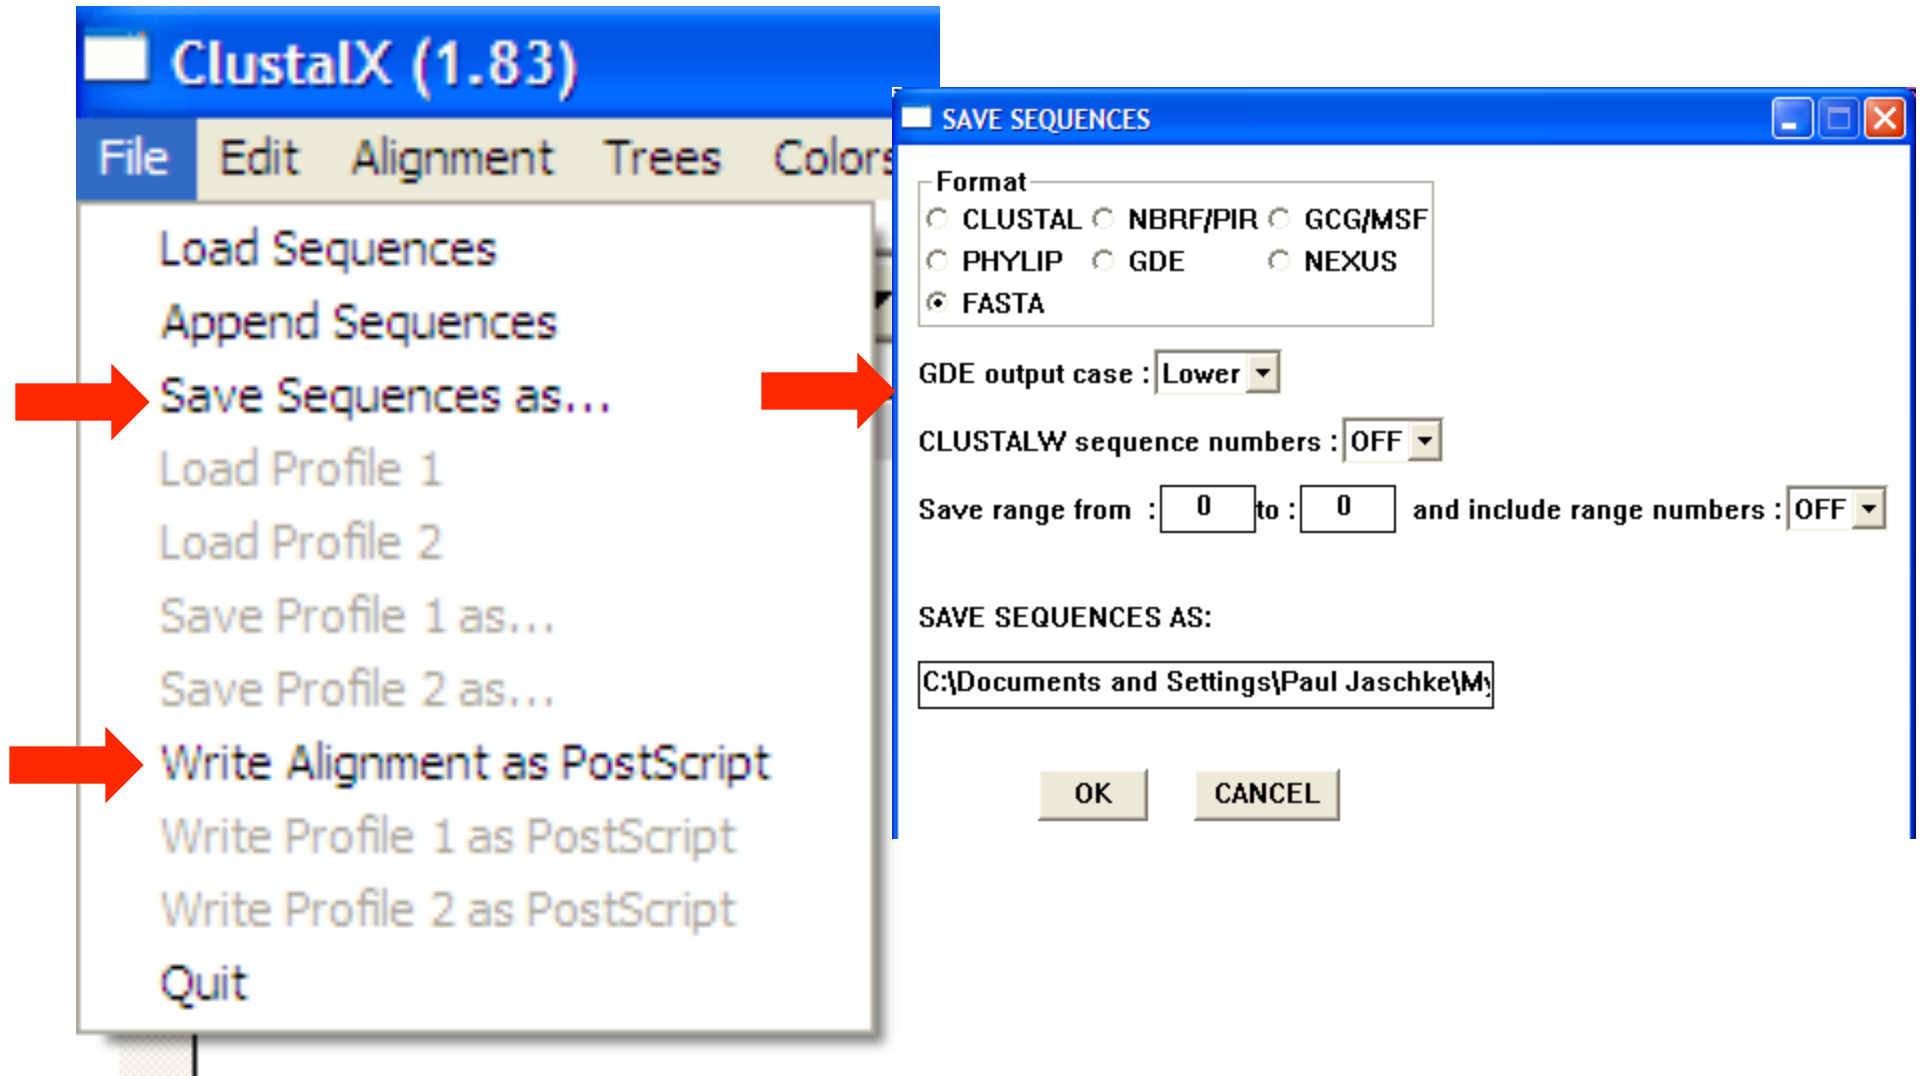 ClustalX (1.83)
File Edit Alignment Trees Colors
Load Sequences
Append Sequences
Save Sequences as...
Load Profile 1
Load Profile 2
Save Profile 1 as...
Save Profile 2 as...
Write Alignment as PostScript
Write Profile 1 as PostScript
Write Profile 2 as PostScript
Quit
SAVE SEQUENCES
Format
CLUSTAL NBRF/PIR GCG/MSF
PHYLIP GDE NEXUS
FASTA
GDE output case : Lower
CLUSTALW sequence numbers : OFF
Save range from : 0 to : 0 and include range numbers : OFF
SAVE SEQUENCES AS:
C:\Documents and Settings\Paul Jaschke\My
OK CANCEL